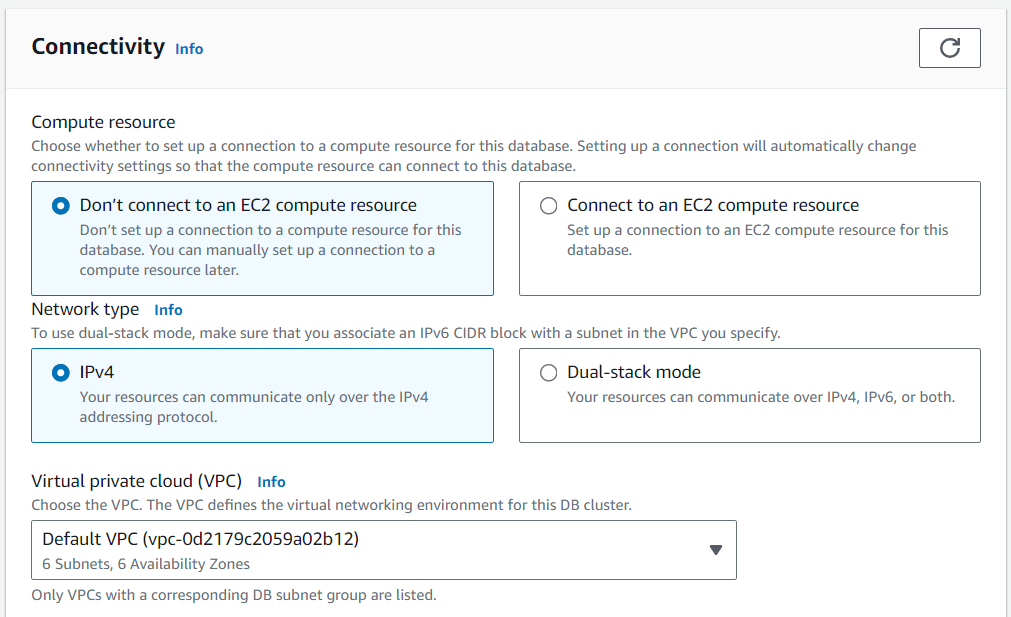 Connectivity Info
Compute resource
Choose whether to set up a connection to a compute resource for this database. Setting up a connection will automatically change
connectivity settings so that the compute resource can connect to this database.
Don’t connect to an EC2 compute resource
Don’t set up a connection to a compute resource for this
database. You can manually set up a connection to a
compute resource later.
Connect to an EC2 compute resource
Set up a connection to an EC2 compute resource for this
database.
Network type Info
To use dual-stack mode, make sure that you associate an IPv6 CIDR block with a subnet in the VPC you specify.
IPv4
Your resources can communicate only over the IPv4
addressing protocol.
Dual-stack mode
Your resources can communicate over IPv4, IPv6, or both.
Virtual private cloud (VPC) Info
Choose the VPC. The VPC defines the virtual networking environment for this DB cluster.
Default VPC (vpc-0d2179c2059a02b12)
6 Subnets, 6 Availability Zones
Only VPCs with a corresponding DB subnet group are listed.